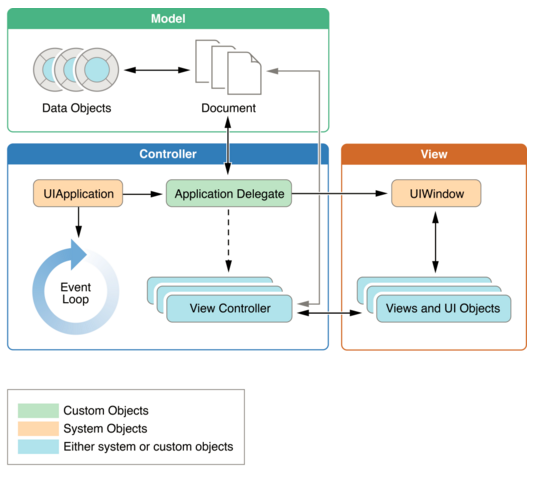 Model
Data Objects
Document
Controller
View
UIApplication
Application Delegate
UIWindow
Event
Loop
View Controller
Views and UI Objects
Custom Objects
System Objects
Either system or custom objects